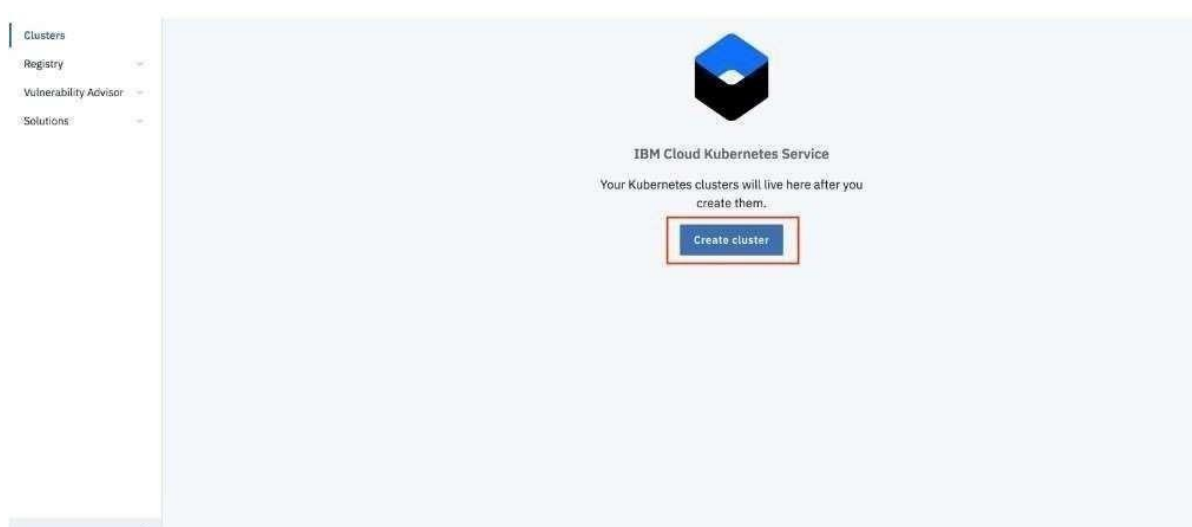 Clusters
Registry
Vulnerability Advisor
Solutions
IBM Cloud Kubernetes Service
Your Kubernetes clusters will live here after you
create them.
Create cluster